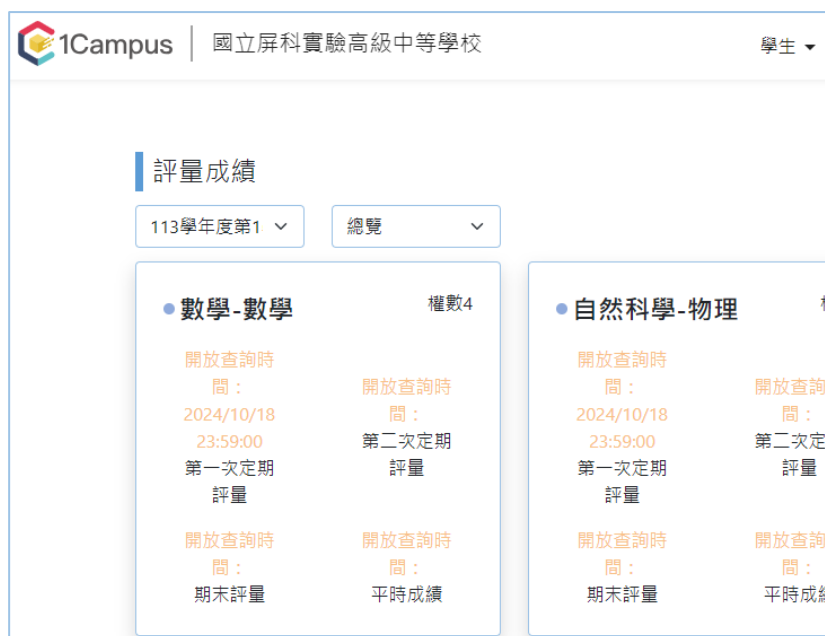 1Campus 國立屏科實驗高級中等學校 學生
評量成績
113學年度第1 總覽
數學-數學 權數4
開放查詢時
間：
2024/10/18
23:59:00
第一次定期
評量
開放查詢時
間：
第二次定期
評量
開放查詢時
間：
期末評量
開放查詢時
間：
平時成績
自然科學-物理
開放查詢時
間：
2024/10/18
23:59:00
第一次定期
評量
開放查詢
間：
第二次定
評量
開放查詢時
間：
期末評量
開放查詢
間：
平時成績